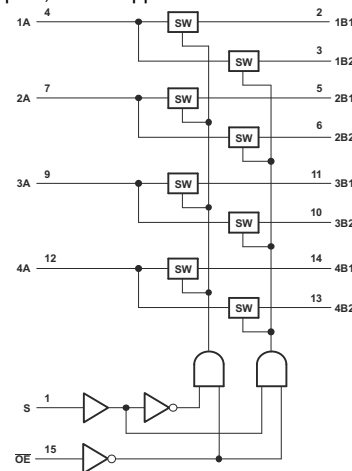 1A 4 SW 2 1B1
SW 3 1B2
2A 7 SW 5 2B1
SW 6 2B2
3A 9 SW 11 3B1
SW 10 3B2
4A 12 SW 14 4B1
SW 13 4B2
S 1
OE 15